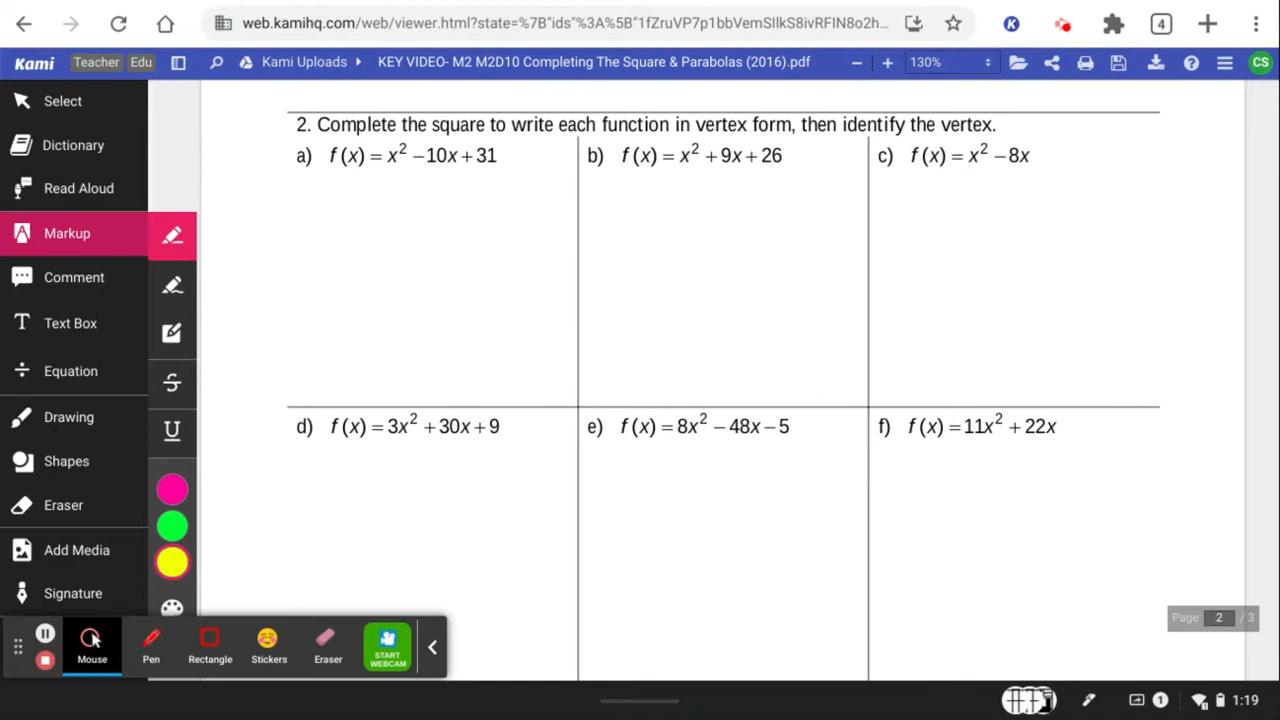 web.kamihq.com/web/viewer.html?state=%7B"ids"%3A%5B"1fZruVP7p1bbVemSIlkS8ivRFIN8o2h...
4
Kami Teacher Edu Kami Uploads KEY VIDEO- M2 M2D10 Completing The Square & Parabolas (2016).pdf 130% CS
Select
Dictionary
Read Aloud
Markup
Comment
Text Box
Equation
Drawing
Shapes
Eraser
Add Media
Signature
2. Complete the square to write each function in vertex form, then identify the vertex.
a) f(x) = x² − 10x + 31
b) f(x) = x² + 9x + 26
c) f(x) = x² − 8x
d) f(x) = 3x² + 30x + 9
e) f(x) = 8x² − 48x − 5
f) f(x) = 11x² + 22x
Page 2 / 3
Mouse Pen Rectangle Stickers Eraser START WEBCAM
1 1:19